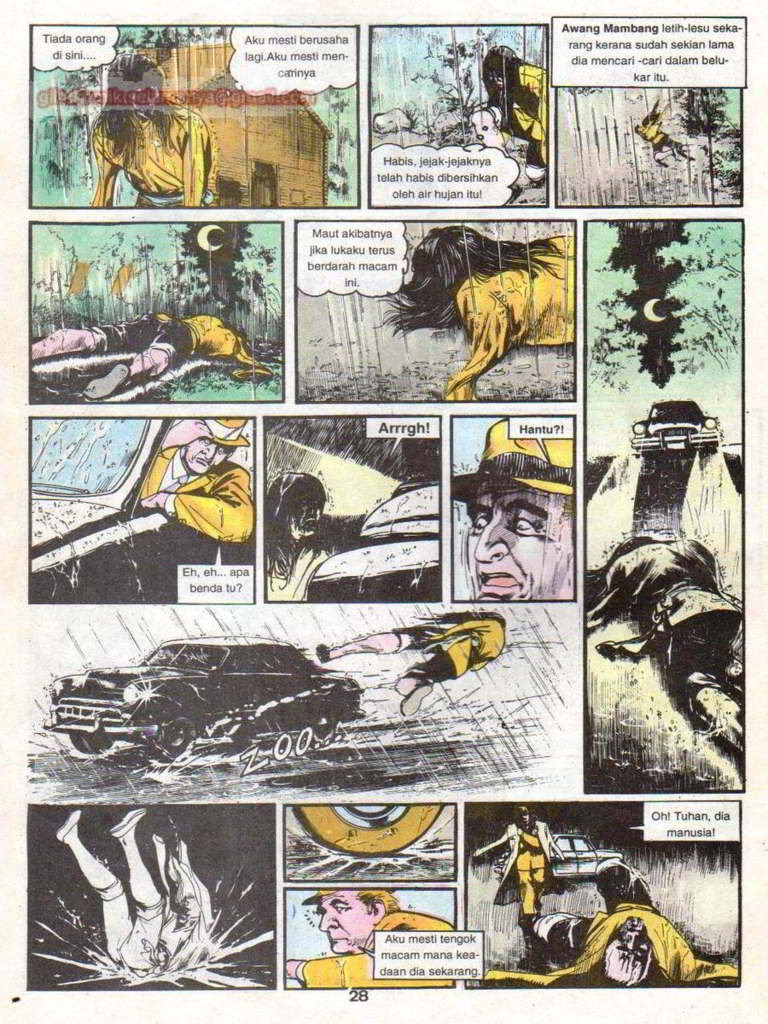 Tiada orang
di sini....
Aku mesti berusaha
lagi.Aku mesti men-
carinya
Habis, jejak-jejaknya
telah habis dibersihkan
oleh air hujan itu!
Awang Mambang letih-lesu seka-
rang kerana sudah sekian lama
dia mencari -cari dalam belu-
kar itu.
Maut akibatnya
jika lukaku terus
berdarah macam
ini.
Eh, eh... apa
benda tu?
Arrrgh!
Hantu?!
ZOO...
Oh! Tuhan, dia
manusia!
Aku mesti tengok
macam mana kea-
daan dia sekarang.
28